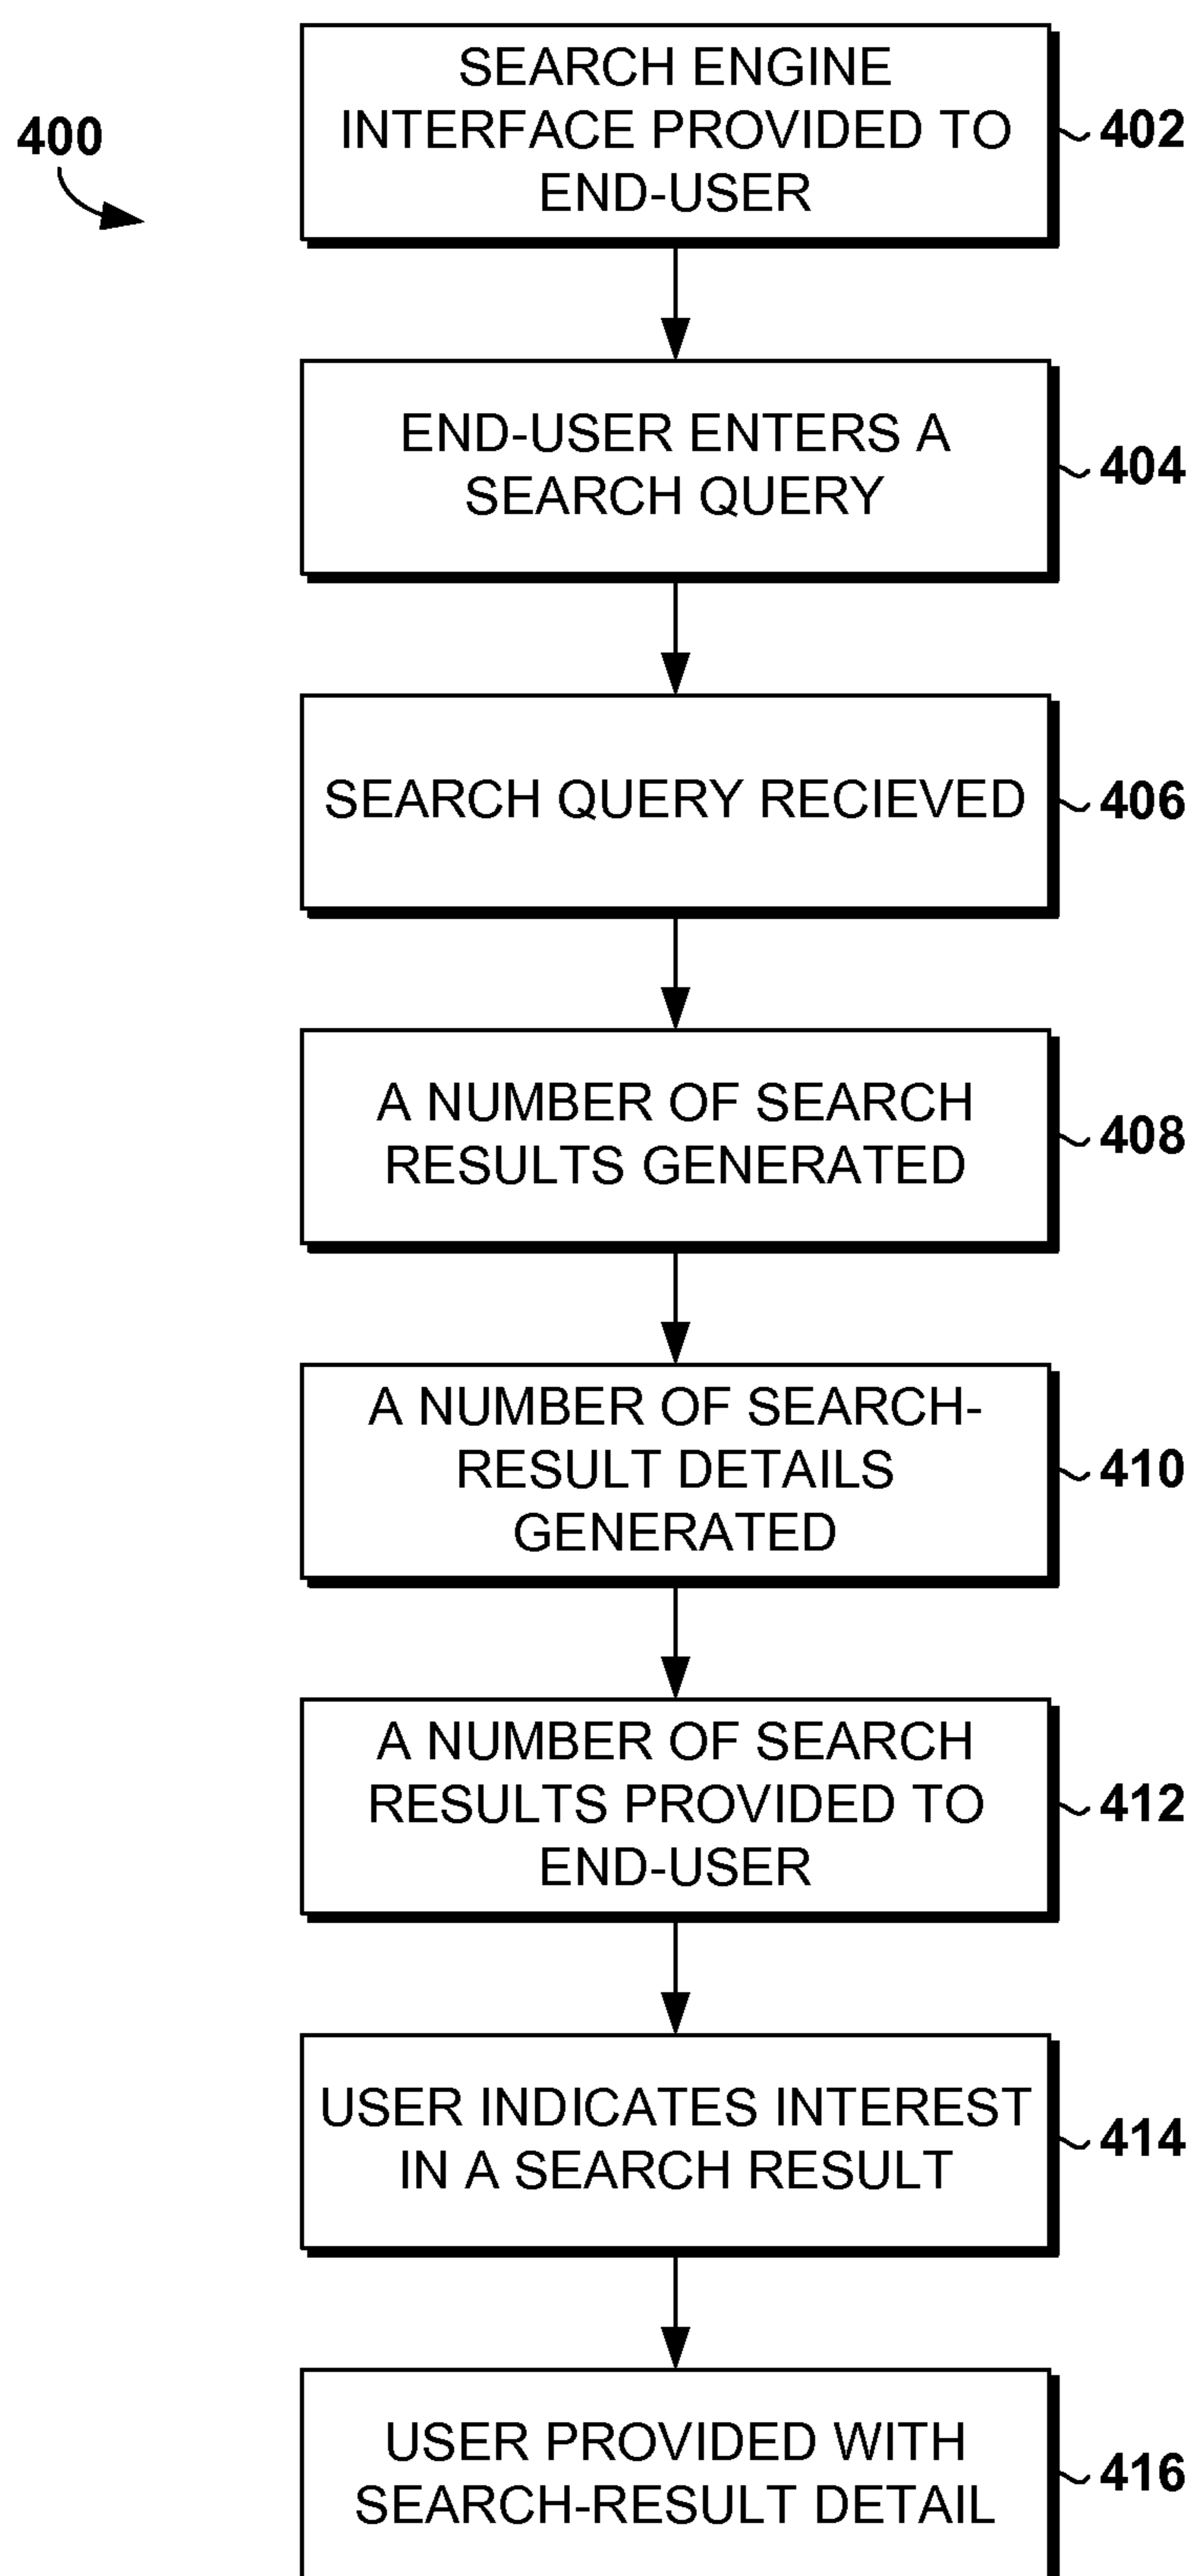 400
SEARCH ENGINE
INTERFACE PROVIDED TO
END-USER
402
END-USER ENTERS A
SEARCH QUERY
404
SEARCH QUERY RECIEVED
406
A NUMBER OF SEARCH
RESULTS GENERATED
408
A NUMBER OF SEARCH-
RESULT DETAILS
GENERATED
410
A NUMBER OF SEARCH
RESULTS PROVIDED TO
END-USER
412
USER INDICATES INTEREST
IN A SEARCH RESULT
414
USER PROVIDED WITH
SEARCH-RESULT DETAIL
416